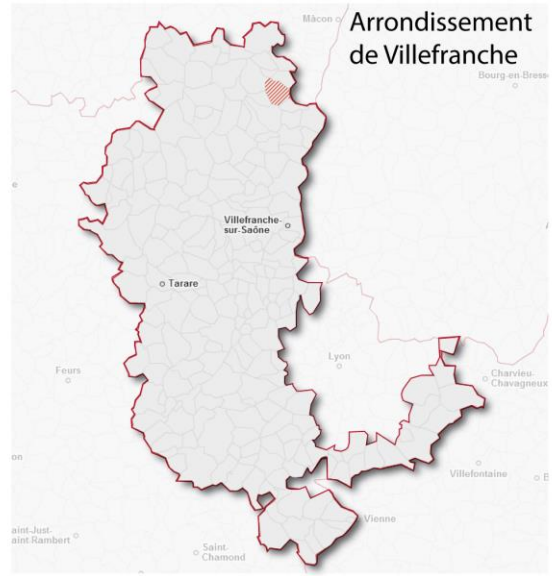 Arrondissement
de Villefranche
Mâcon
Bourg-en-Bresse
Villefranche-
sur-Saône
Tarare
Lyon
Feurs
Charvieu-
Chavagneux
on
Villefontaine
B
Vienne
aint-Just-
aint Rambert
Saint-
Chamond